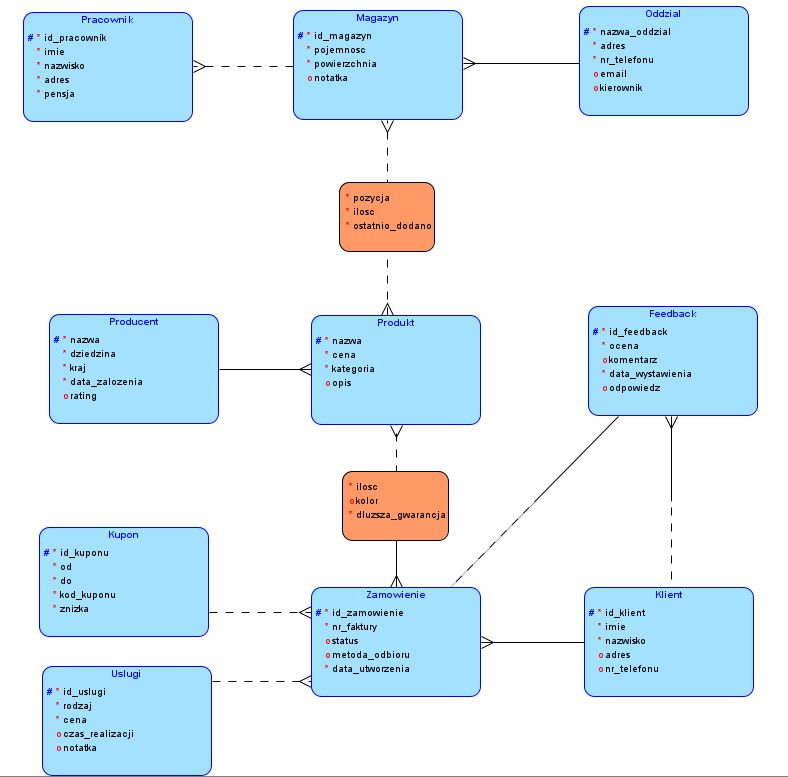 Pracownik
# * id_pracownik
* imie
* nazwisko
* adres
* pensja
Magazyn
# * id_magazyn
* pojemnosc
* powierzchnia
o notatka
Oddzial
# * nazwa_oddzial
* adres
* nr_telefonu
o email
o kierownik
* pozycja
* ilosc
* ostatnio_dodano
Producent
# * nazwa
* dziedzina
* kraj
* data_zalozenia
o rating
Produkt
# * nazwa
* cena
* kategoria
o opis
Feedback
# * id_feedback
* ocena
o komentarz
* data_wystawienia
o odpowiedz
* ilosc
o kolor
* dluzsza_gwarancja
Kupon
# * id_kuponu
* od
* do
* kod_kuponu
* znizka
Zamowienie
# * id_zamowienie
* nr_faktury
o status
o metoda_odbioru
* data_utworzenia
Klient
# * id_klient
* imie
* nazwisko
o adres
o nr_telefonu
Uslugi
# * id_uslugi
* rodzaj
* cena
o czas_realizacji
o notatka